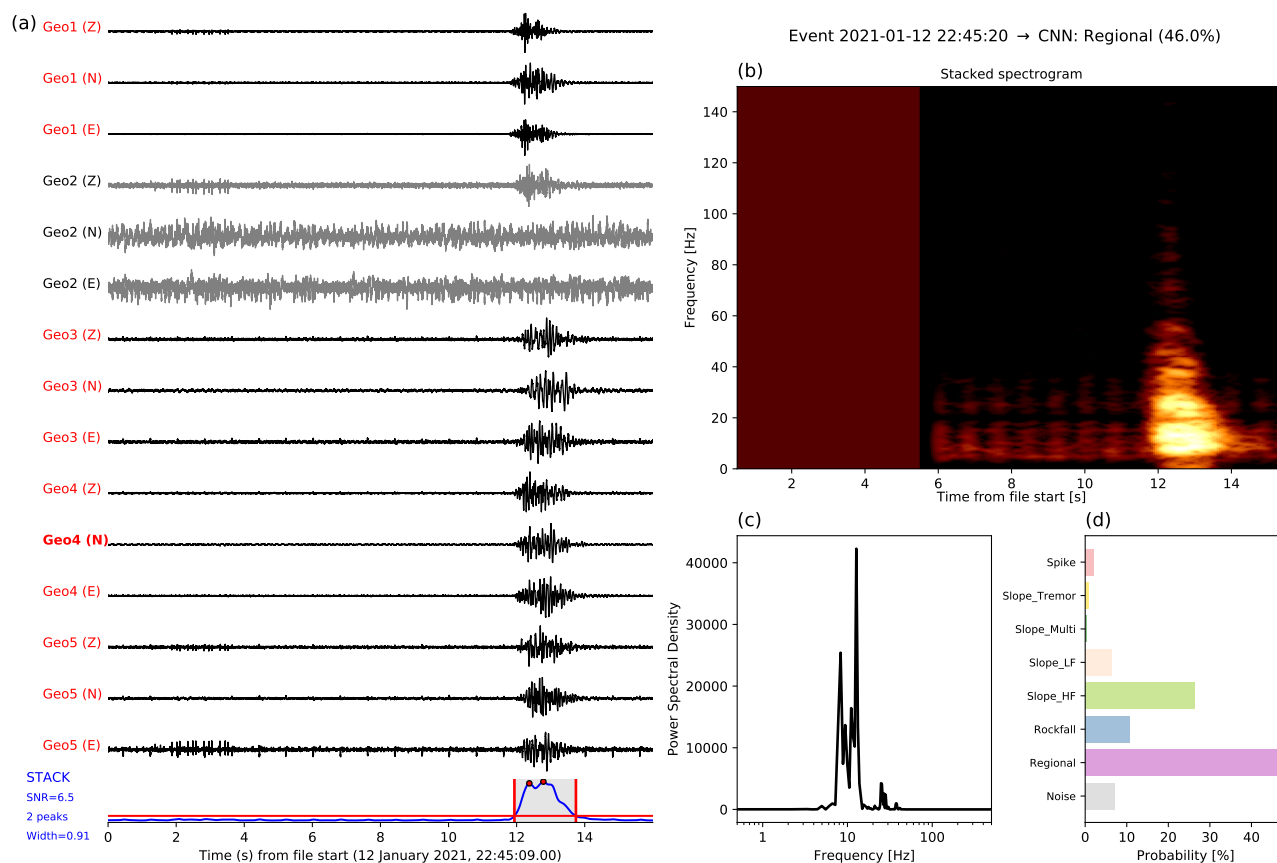 (a)
Geo1 (Z)
Geo1 (N)
Geo1 (E)
Geo2 (Z)
Geo2 (N)
Geo2 (E)
Geo3 (Z)
Geo3 (N)
Geo3 (E)
Geo4 (Z)
Geo4 (N)
Geo4 (E)
Geo5 (Z)
Geo5 (N)
Geo5 (E)
STACK
SNR=6.5
2 peaks
Width=0.91
0 2 4 6 8 10 12 14
Time (s) from file start (12 January 2021, 22:45:09.00)
Event 2021-01-12 22:45:20 → CNN: Regional (46.0%)
(b)
Stacked spectrogram
Frequency [Hz]
140
120
100
80
60
40
20
0
2 4 6 8 10 12 14
Time from file start [s]
(c)
Power Spectral Density
40000
30000
20000
10000
0
1 10 100
Frequency [Hz]
(d)
Spike
Slope_Tremor
Slope_Multi
Slope_LF
Slope_HF
Rockfall
Regional
Noise
0 10 20 30 40
Probability [%]